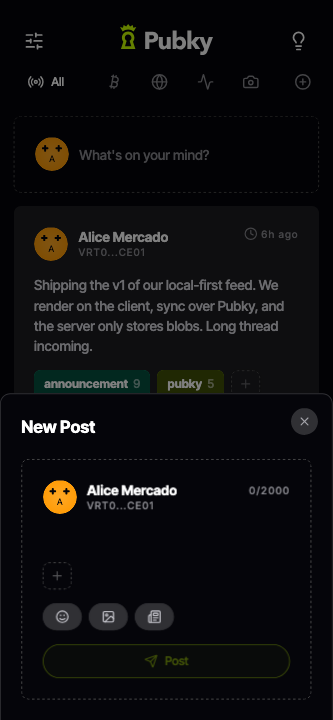 Pubky
All
What's on your mind?
Alice Mercado
6h ago
VRT0...CE01
Shipping the v1 of our local-first feed. We
render on the client, sync over Pubky, and
the server only stores blobs. Long thread
incoming.
announcement 9
pubky 5
+
New Post
Alice Mercado
0/2000
VRT0...CE01
+
Post